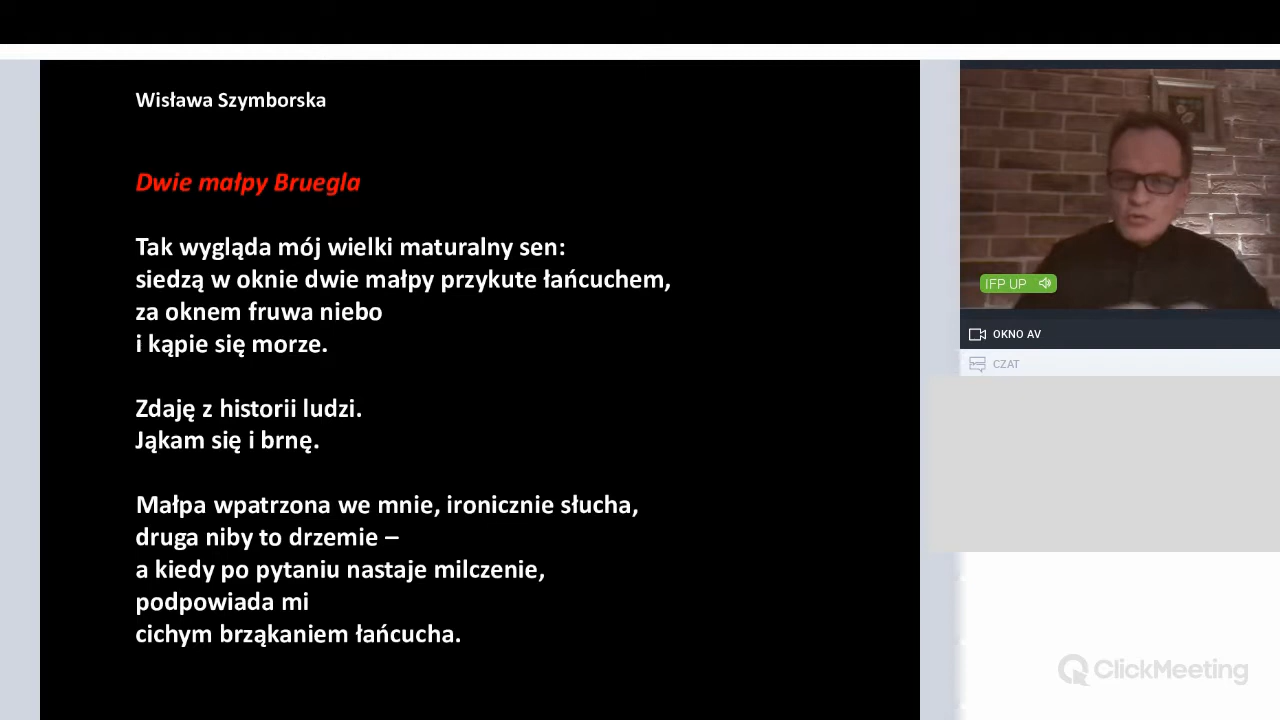 Wisława Szymborska
Dwie małpy Bruegla
Tak wygląda mój wielki maturalny sen:
siedzą w oknie dwie małpy przykute łańcuchem,
za oknem fruwa niebo
i kąpie się morze.
Zdaję z historii ludzi.
Jąkam się i brnę.
Małpa wpatrzona we mnie, ironicznie słucha,
druga niby to drzemie –
a kiedy po pytaniu nastaje milczenie,
podpowiada mi
cichym brząkaniem łańcucha.
IFP UP
OKNO AV
CZAT
ClickMeeting